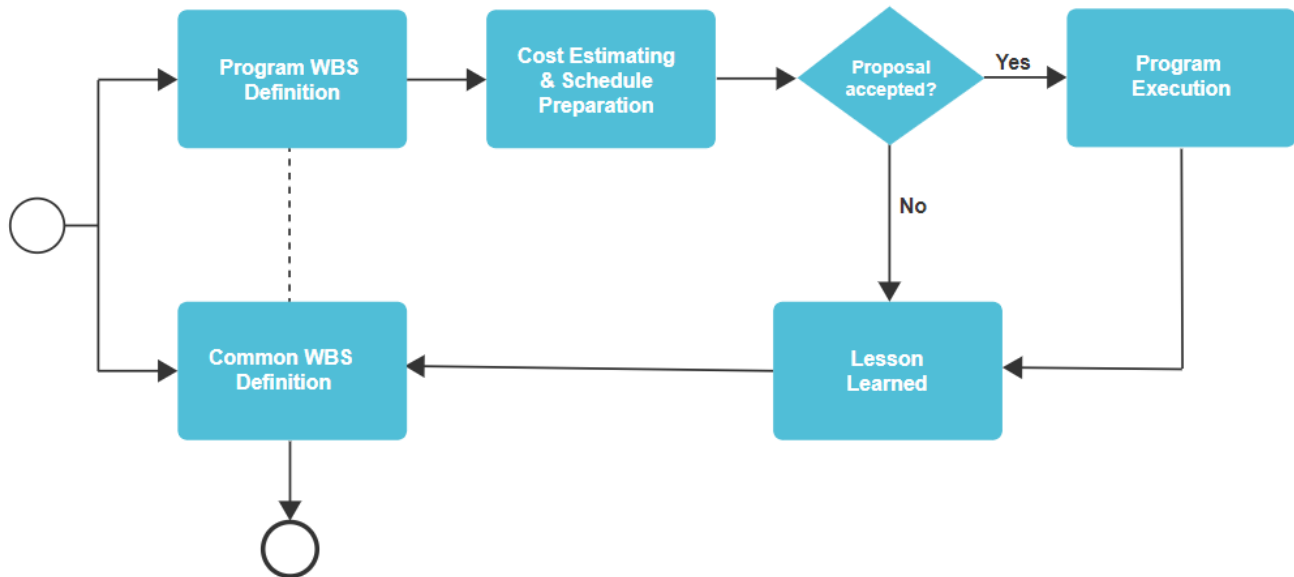 Program WBS
Definition
Cost Estimating
& Schedule
Preparation
Proposal
accepted?
Yes
Program
Execution
No
Common WBS
Definition
Lesson
Learned